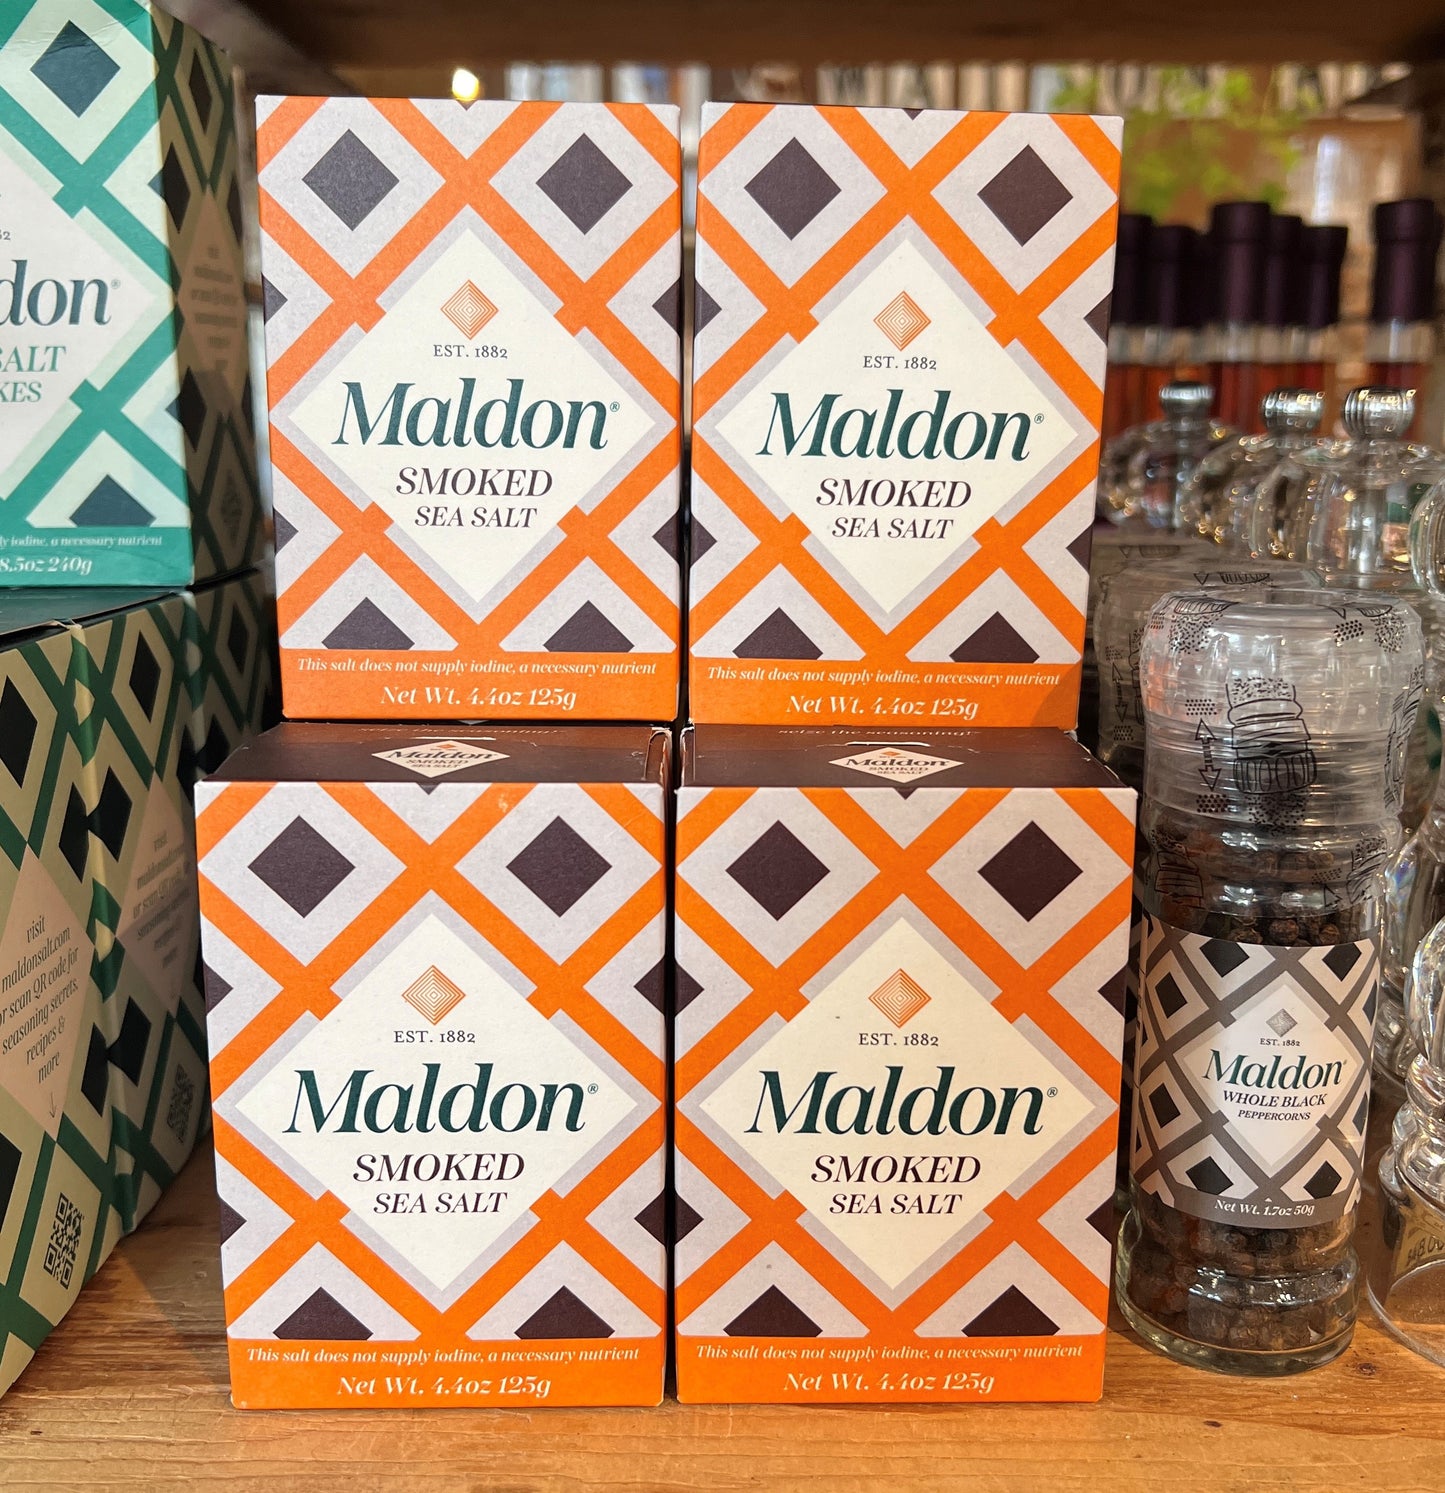 don®
SALT
KES
8.5oz 240g
EST. 1882
Maldon®
SMOKED
SEA SALT
This salt does not supply iodine, a necessary nutrient
Net Wt. 4.4oz 125g
EST. 1882
Maldon®
SMOKED
SEA SALT
This salt does not supply iodine, a necessary nutrient
Net Wt. 4.4oz 125g
Maldon
SMOKED
SEA SALT
seize the seasoning!
Maldon
SMOKED
SEA SALT
visit
maldonsalt.com
or scan QR code for
seasoning secrets,
recipes &
more
EST. 1882
Maldon®
SMOKED
SEA SALT
This salt does not supply iodine, a necessary nutrient
Net Wt. 4.4oz 125g
EST. 1882
Maldon®
SMOKED
SEA SALT
This salt does not supply iodine, a necessary nutrient
Net Wt. 4.4oz 125g
EST. 1882
Maldon®
WHOLE BLACK
PEPPERCORNS
Net Wt. 1.7oz 50g